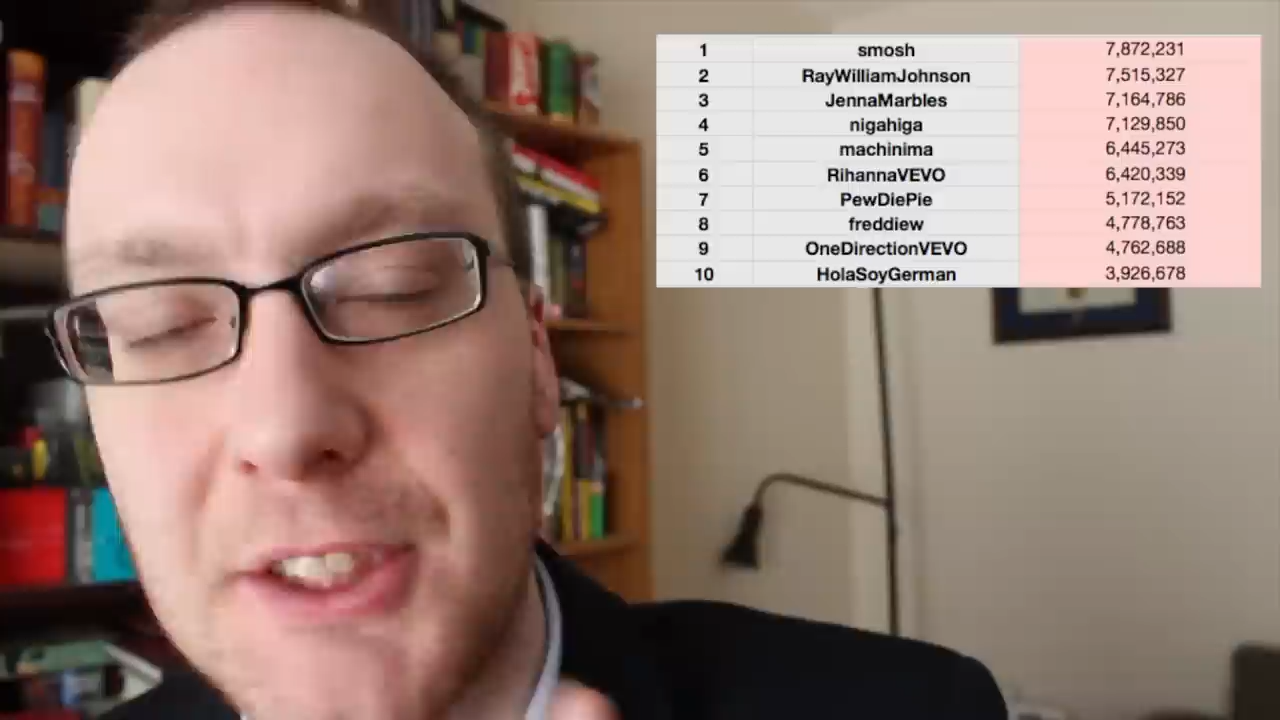 1 smosh 7,872,231
2 RayWilliamJohnson 7,515,327
3 JennaMarbles 7,164,786
4 nigahiga 7,129,850
5 machinima 6,445,273
6 RihannaVEVO 6,420,339
7 PewDiePie 5,172,152
8 freddiew 4,778,763
9 OneDirectionVEVO 4,762,688
10 HolaSoyGerman 3,926,678